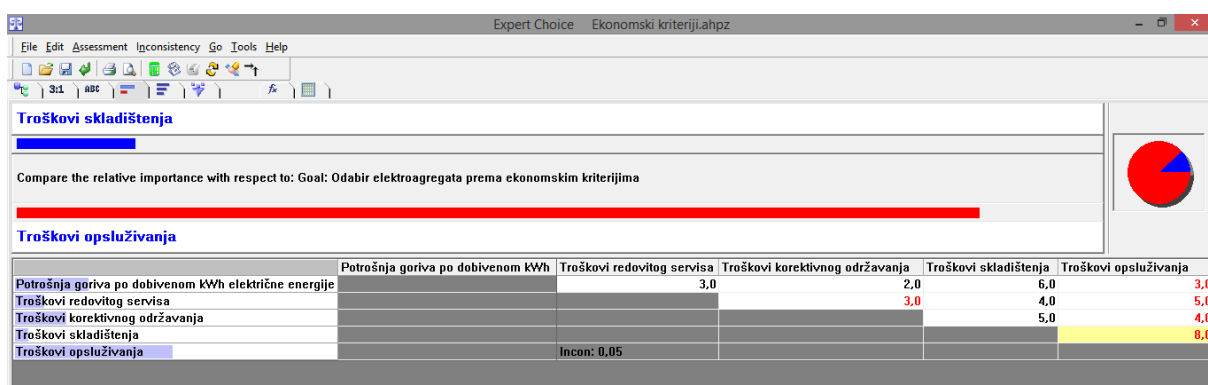 Expert Choice Ekonomski kriteriji.ahpz
File Edit Assessment Inconsistency Go Tools Help
3:1 ABC fx
Troškovi skladištenja
Compare the relative importance with respect to: Goal: Odabir elektroagregata prema ekonomskim kriterijima
Troškovi opsluživanja
Potrošnja goriva po dobivenom kWh Troškovi redovitog servisa Troškovi korektivnog održavanja Troškovi skladištenja Troškovi opsluživanja
Potrošnja goriva po dobivenom kWh električne energije 3,0 2,0 6,0 3,0
Troškovi redovitog servisa 3,0 4,0 5,0
Troškovi korektivnog održavanja 5,0 4,0
Troškovi skladištenja 8,0
Troškovi opsluživanja Incon: 0,05